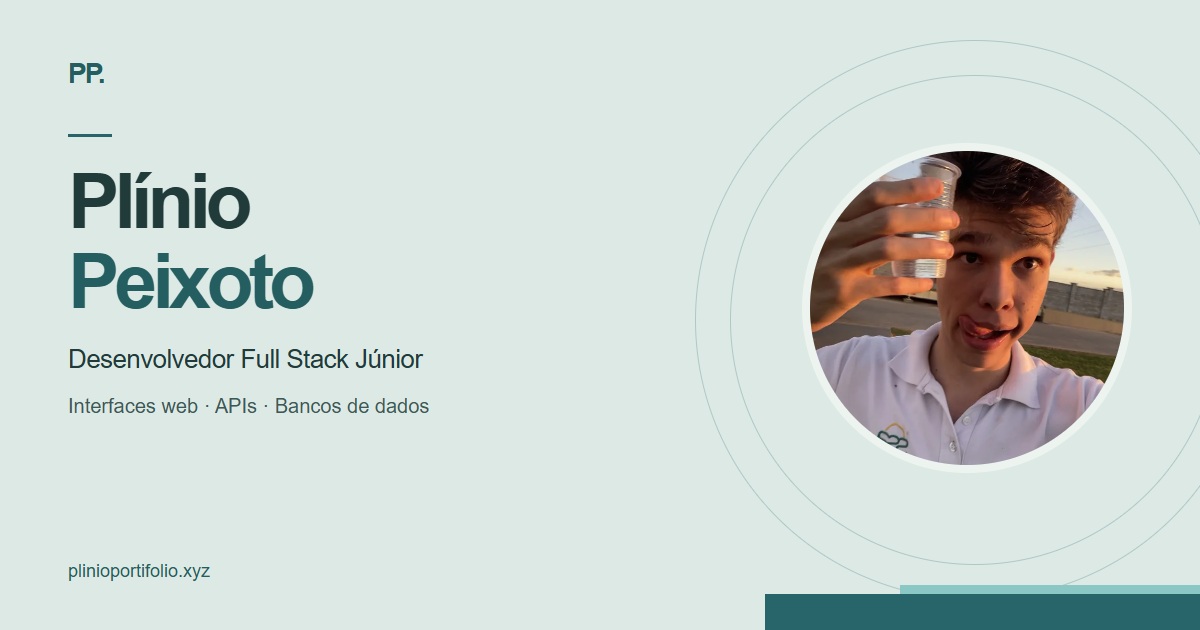 PP.
Plínio
Peixoto
Desenvolvedor Full Stack Júnior
Interfaces web · APIs · Bancos de dados
plinioportifolio.xyz